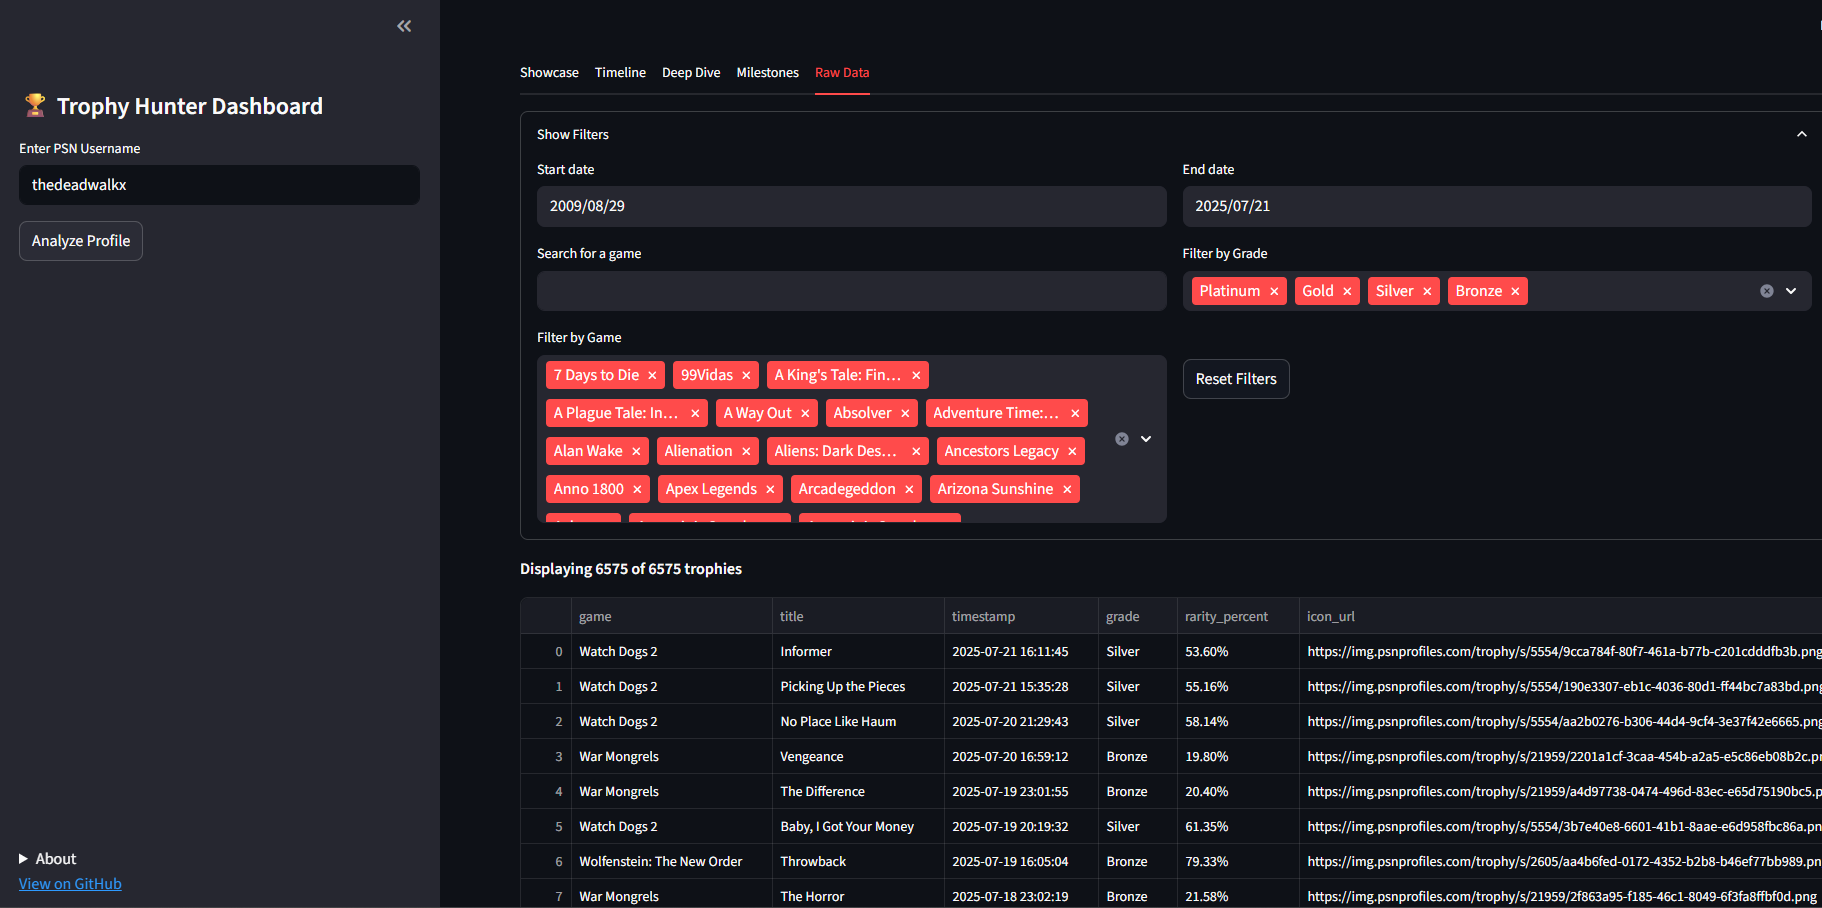 Trophy Hunter Dashboard
Enter PSN Username
thedeadwalkx
Analyze Profile
About
View on GitHub
Showcase Timeline Deep Dive Milestones Raw Data
Show Filters
Start date End date
2009/08/29 2025/07/21
Search for a game Filter by Grade
Platinum Gold Silver Bronze
Filter by Game
7 Days to Die 99Vidas A King's Tale: Fin...
Reset Filters
A Plague Tale: In... A Way Out Absolver Adventure Time:...
Alan Wake Alienation Aliens: Dark Des... Ancestors Legacy
Anno 1800 Apex Legends Arcadegeddon Arizona Sunshine
Displaying 6575 of 6575 trophies
game title timestamp grade rarity_percent icon_url
0 Watch Dogs 2 Informer 2025-07-21 16:11:45 Silver 53.60% https://img.psnprofiles.com/trophy/s/5554/9cca784f-80f7-461a-b77b-c201cdddfb3b.png
1 Watch Dogs 2 Picking Up the Pieces 2025-07-21 15:35:28 Silver 55.16% https://img.psnprofiles.com/trophy/s/5554/190e3307-eb1c-4036-80d1-ff44bc7a83bd.png
2 Watch Dogs 2 No Place Like Haum 2025-07-20 21:29:43 Silver 58.14% https://img.psnprofiles.com/trophy/s/5554/aa2b0276-b306-44d4-9cf4-3e37f42e6665.png
3 War Mongrels Vengeance 2025-07-20 16:59:12 Bronze 19.80% https://img.psnprofiles.com/trophy/s/21959/2201a1cf-3caa-454b-a2a5-e5c86eb08b2c.pr
4 War Mongrels The Difference 2025-07-19 23:01:55 Bronze 20.40% https://img.psnprofiles.com/trophy/s/21959/a4d97738-0474-496d-83ec-e65d75190bc5.p
5 Watch Dogs 2 Baby, I Got Your Money 2025-07-19 20:19:32 Silver 61.35% https://img.psnprofiles.com/trophy/s/5554/3b7e40e8-6601-41b1-8aae-e6d958fbc86a.pn
6 Wolfenstein: The New Order Throwback 2025-07-19 16:05:04 Bronze 79.33% https://img.psnprofiles.com/trophy/s/2605/aa4b6fed-0172-4352-b2b8-b46ef77bb989.pn
7 War Mongrels The Horror 2025-07-18 23:02:19 Bronze 21.58% https://img.psnprofiles.com/trophy/s/21959/2f863a95-f185-46c1-8049-6f3fa8ffbf0d.png